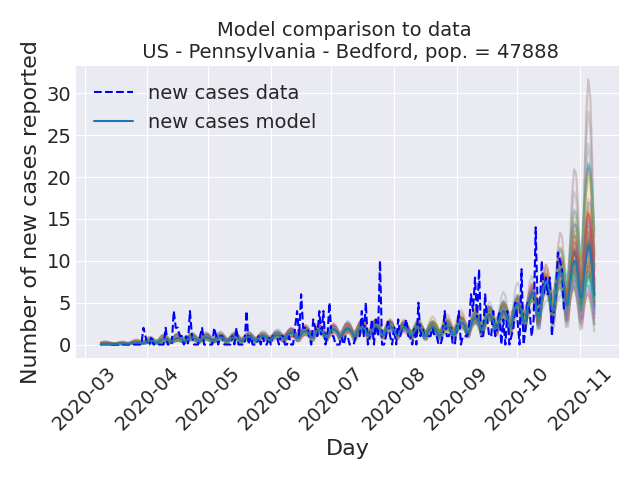 Model comparison to data
US - Pennsylvania - Bedford, pop. = 47888
Number of new cases reported
30
25
20
15
10
5
0
new cases data
new cases model
2020-03
2020-04
2020-05
2020-06
2020-07
2020-08
2020-09
2020-10
2020-11
Day